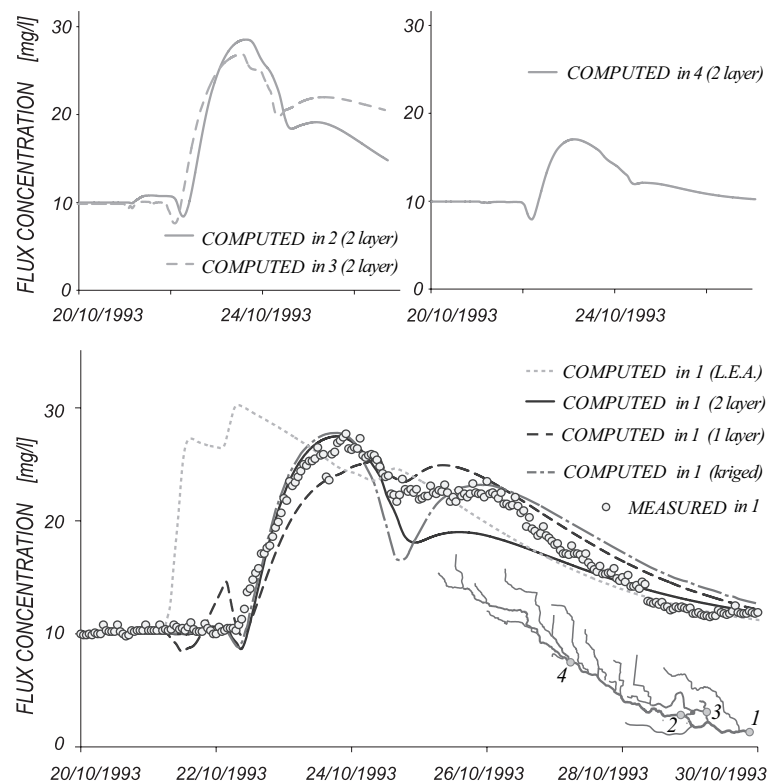 FLUX CONCENTRATION [mg/l]
30
20
10
0
COMPUTED in 2 (2 layer)
COMPUTED in 3 (2 layer)
20/10/1993 24/10/1993
30
20
10
0
COMPUTED in 4 (2 layer)
20/10/1993 24/10/1993
FLUX CONCENTRATION [mg/l]
30
20
10
0
COMPUTED in 1 (L.E.A.)
COMPUTED in 1 (2 layer)
COMPUTED in 1 (1 layer)
COMPUTED in 1 (kriged)
MEASURED in 1
4
2
3
1
20/10/1993 22/10/1993 24/10/1993 26/10/1993 28/10/1993 30/10/1993